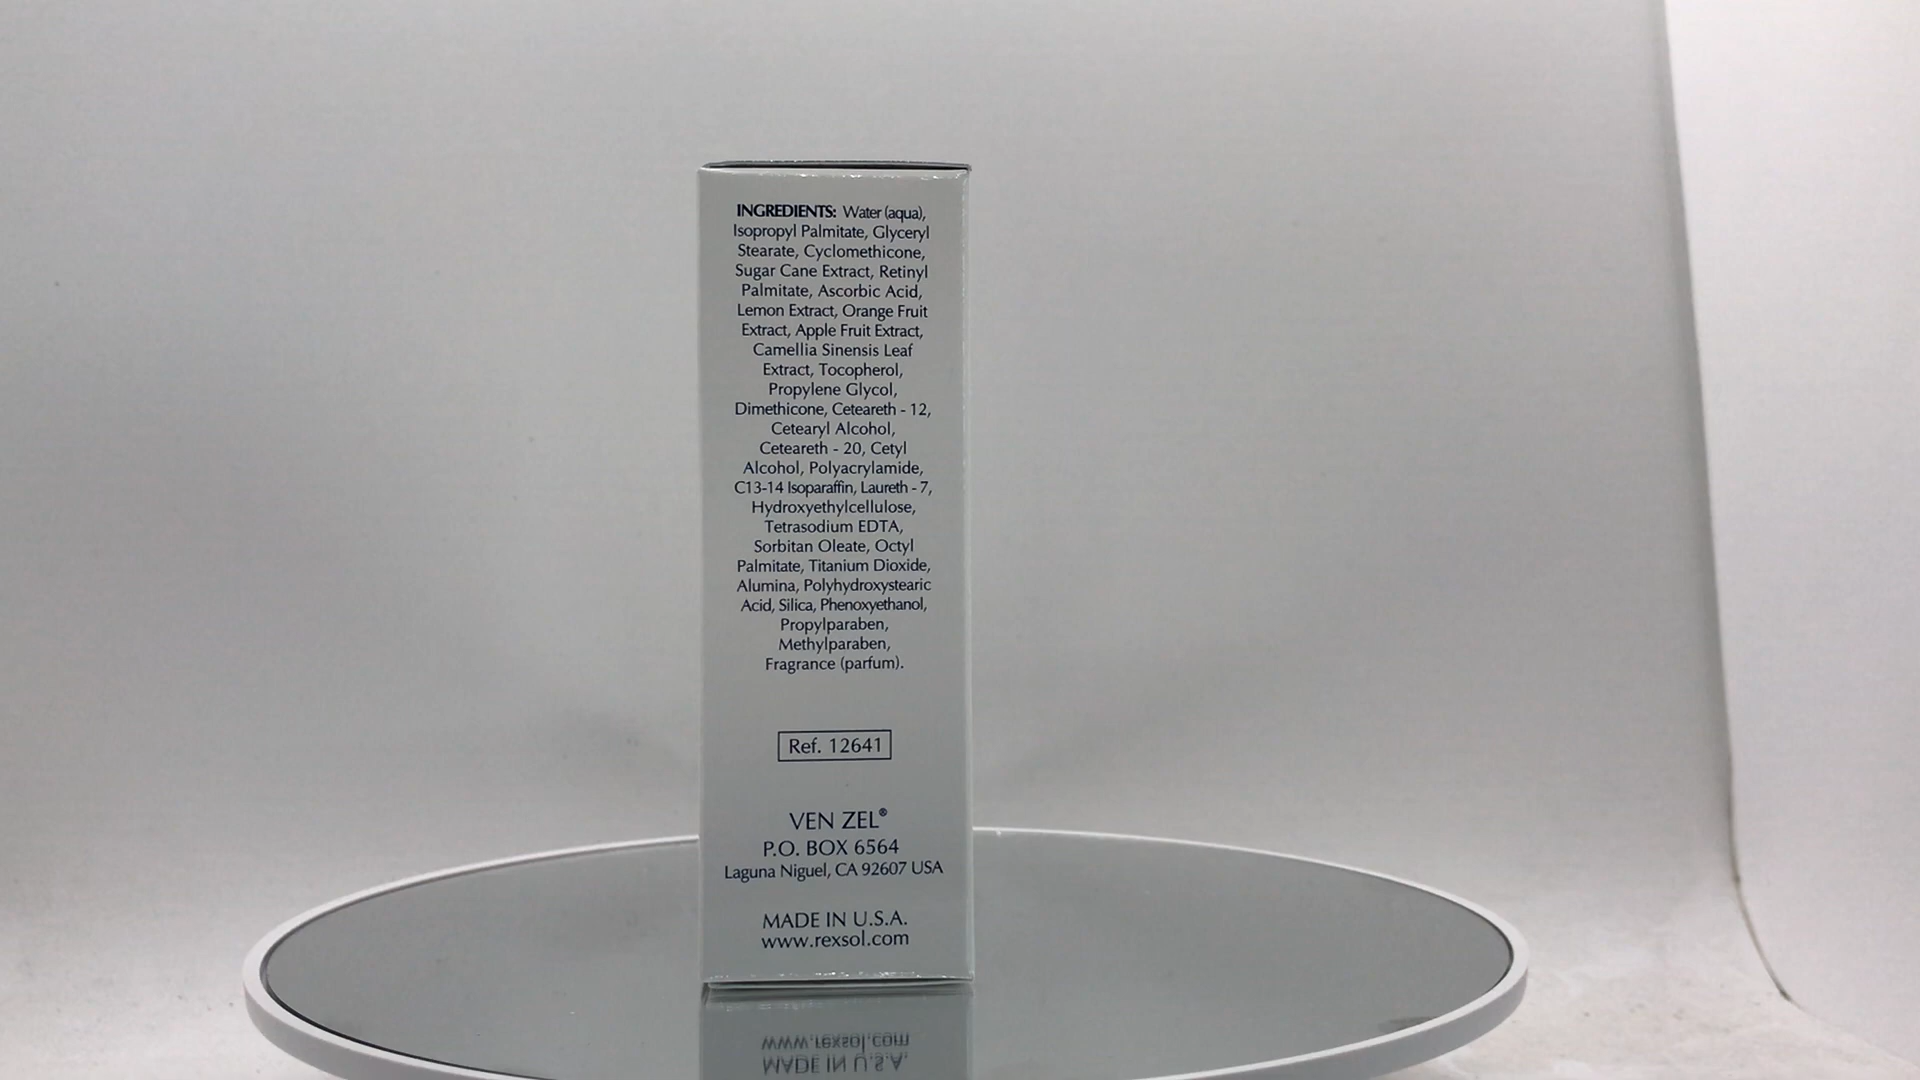 INGREDIENTS: Water (aqua),
Isopropyl Palmitate, Glyceryl
Stearate, Cyclomethicone,
Sugar Cane Extract, Retinyl
Palmitate, Ascorbic Acid,
Lemon Extract, Orange Fruit
Extract, Apple Fruit Extract,
Camellia Sinensis Leaf
Extract, Tocopherol,
Propylene Glycol,
Dimethicone, Ceteareth - 12,
Cetearyl Alcohol,
Ceteareth - 20, Cetyl
Alcohol, Polyacrylamide,
C13-14 Isoparaffin, Laureth - 7,
Hydroxyethylcellulose,
Tetrasodium EDTA,
Sorbitan Oleate, Octyl
Palmitate, Titanium Dioxide,
Alumina, Polyhydroxystearic
Acid, Silica, Phenoxyethanol,
Propylparaben,
Methylparaben,
Fragrance (parfum).
Ref. 12641
VEN ZEL®
P.O. BOX 6564
Laguna Niguel, CA 92607 USA
MADE IN U.S.A.
www.rexsol.com